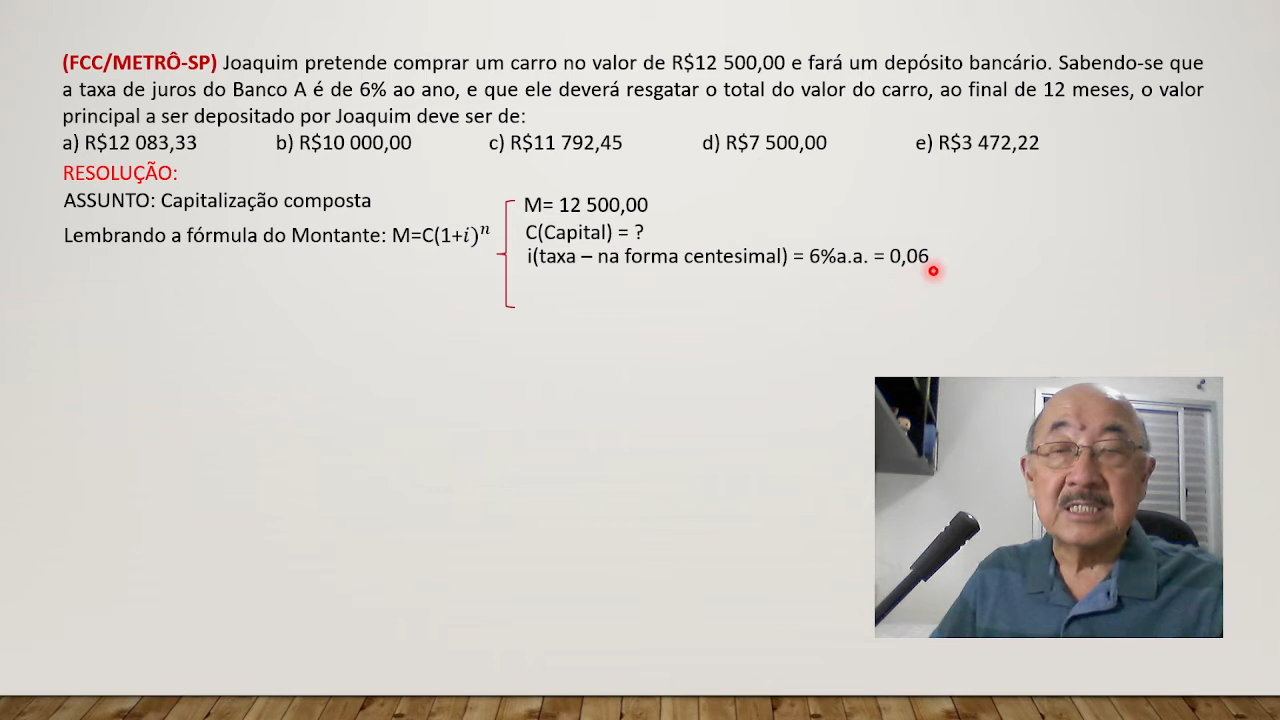 (FCC/METRÔ-SP) Joaquim pretende comprar um carro no valor de R$12 500,00 e fará um depósito bancário. Sabendo-se que
a taxa de juros do Banco A é de 6% ao ano, e que ele deverá resgatar o total do valor do carro, ao final de 12 meses, o valor
principal a ser depositado por Joaquim deve ser de:
a) R$12 083,33 b) R$10 000,00 c) R$11 792,45 d) R$7 500,00 e) R$3 472,22
RESOLUÇÃO:
ASSUNTO: Capitalização composta
Lembrando a fórmula do Montante: M=C(1+i)ⁿ
M= 12 500,00
C(Capital) = ?
i(taxa – na forma centesimal) = 6%a.a. = 0,06